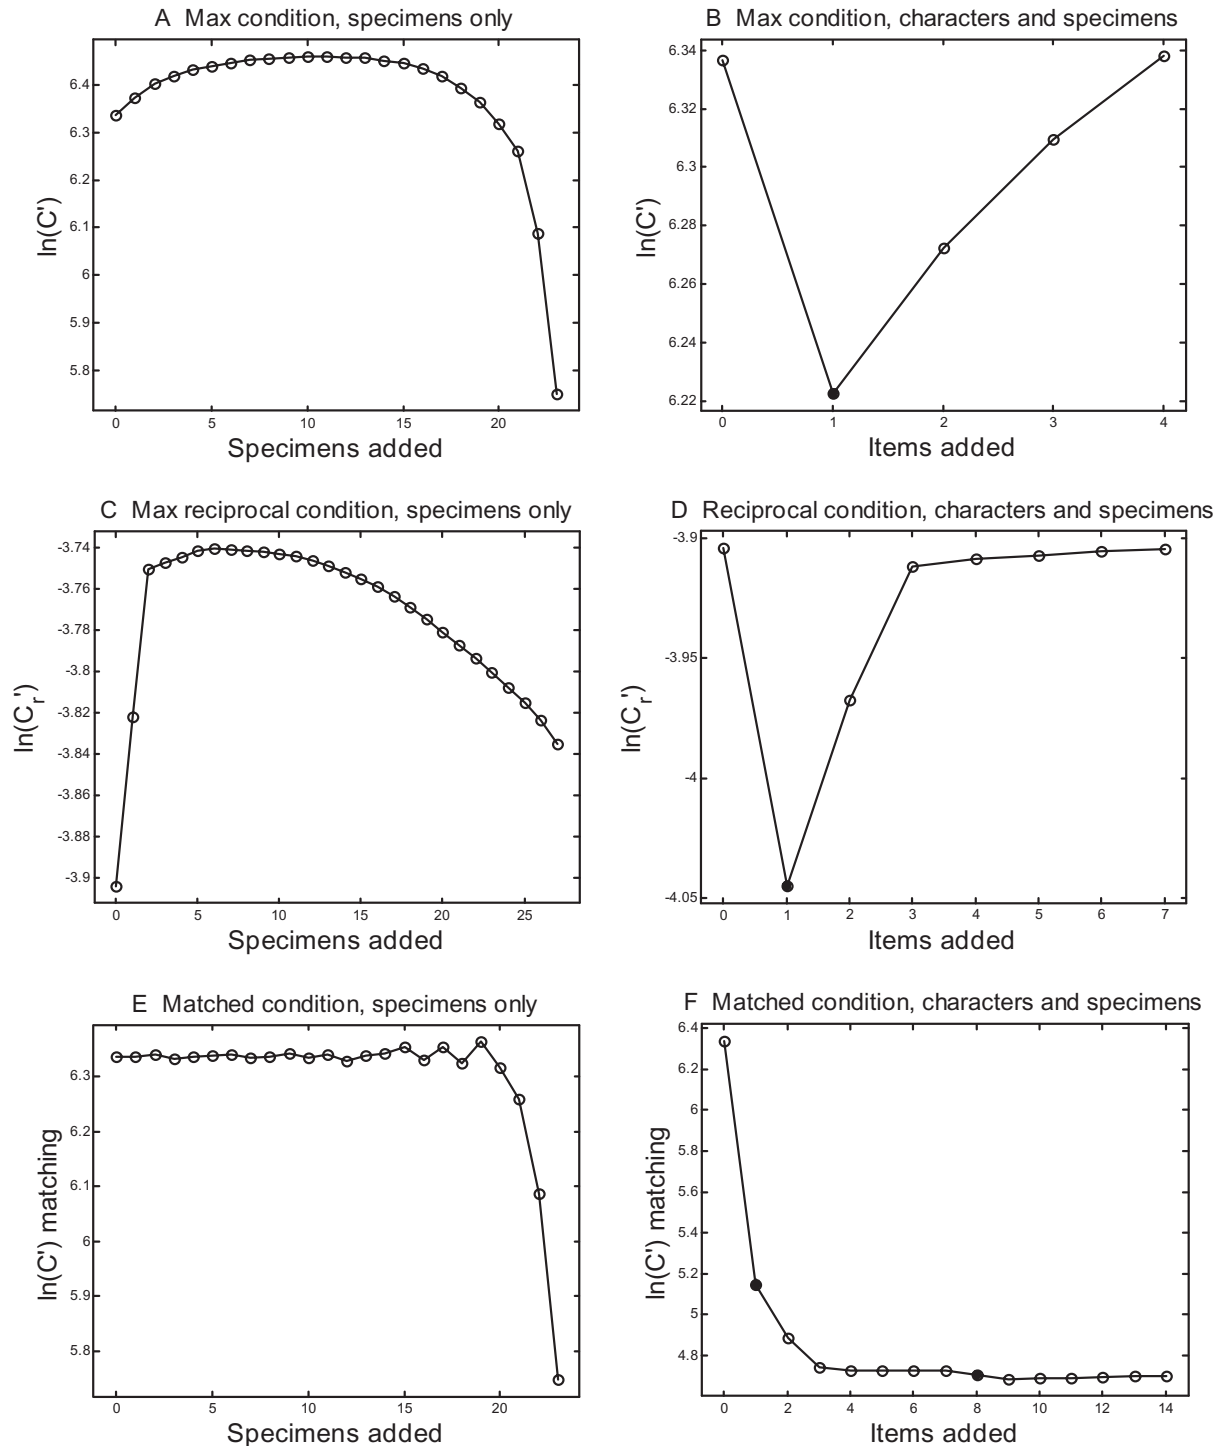 A Max condition, specimens only
6.4
6.3
6.2
6.1
6
5.9
5.8
ln(C')
0 5 10 15 20
Specimens added
B Max condition, characters and specimens
6.34
6.32
6.3
6.28
6.26
6.24
6.22
ln(C')
0 1 2 3 4
Items added
C Max reciprocal condition, specimens only
-3.74
-3.76
-3.78
-3.8
-3.82
-3.84
-3.86
-3.88
-3.9
ln(Cr')
0 5 10 15 20 25
Specimens added
D Reciprocal condition, characters and specimens
-3.9
-3.95
-4
-4.05
ln(Cr')
0 1 2 3 4 5 6 7
Items added
E Matched condition, specimens only
6.3
6.2
6.1
6
5.9
5.8
ln(C') matching
0 5 10 15 20
Specimens added
F Matched condition, characters and specimens
6.4
6.2
6
5.8
5.6
5.4
5.2
5
4.8
ln(C') matching
0 2 4 6 8 10 12 14
Items added